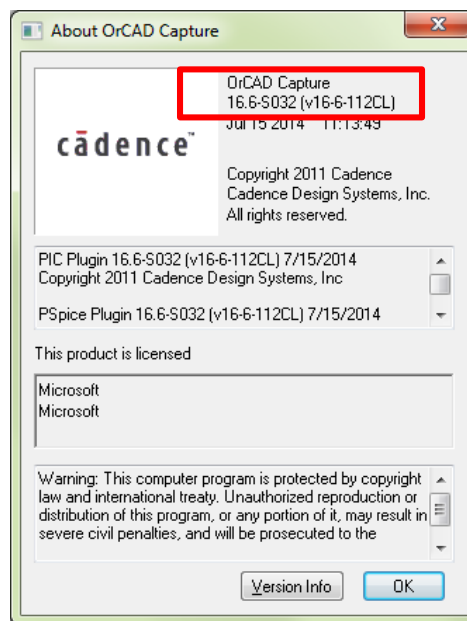 About OrCAD Capture
cādence™
OrCAD Capture
16.6-S032 (v16-6-112CL)
Jul 15 2014 11:13:49
Copyright 2011 Cadence
Cadence Design Systems, Inc.
All rights reserved.
PIC Plugin 16.6-S032 (v16-6-112CL) 7/15/2014
Copyright 2011 Cadence Design Systems, Inc
PSpice Plugin 16.6-S032 (v16-6-112CL) 7/15/2014
This product is licensed
Microsoft
Microsoft
Warning: This computer program is protected by copyright
law and international treaty. Unauthorized reproduction or
distribution of this program, or any portion of it, may result in
severe civil penalties, and will be prosecuted to the
Version Info
OK